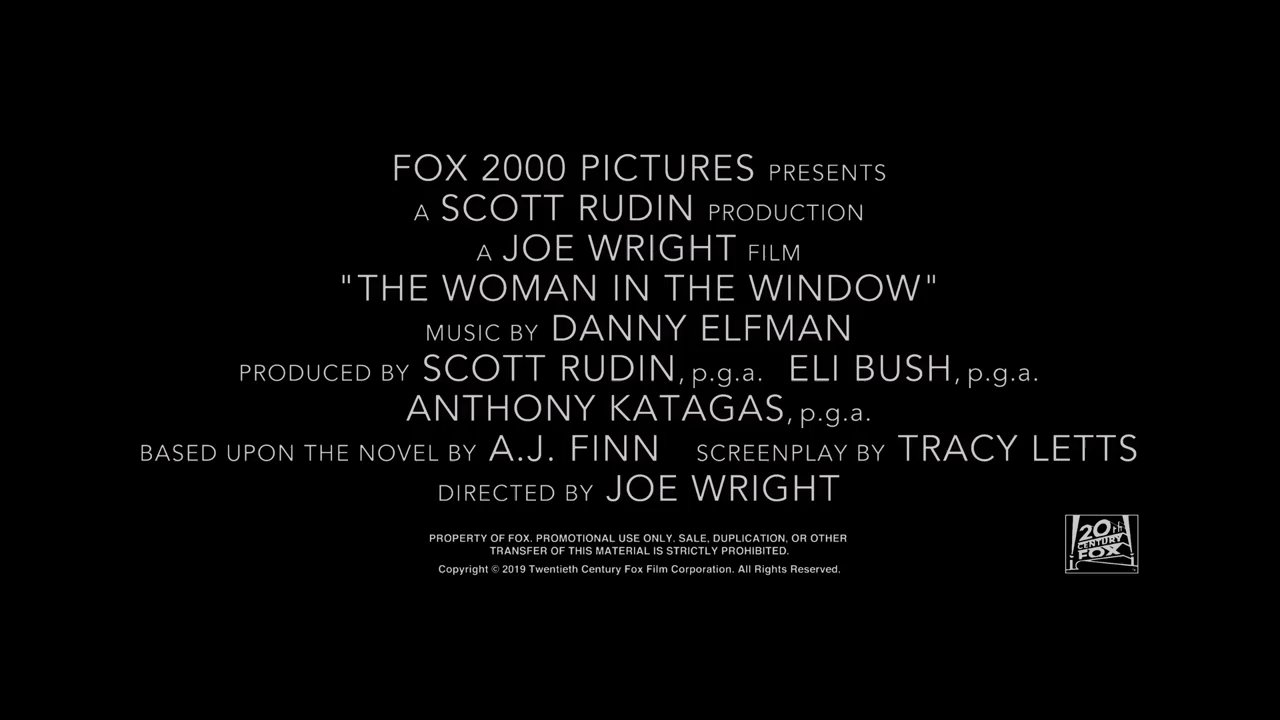 FOX 2000 PICTURES PRESENTS
A SCOTT RUDIN PRODUCTION
A JOE WRIGHT FILM
"THE WOMAN IN THE WINDOW"
MUSIC BY DANNY ELFMAN
PRODUCED BY SCOTT RUDIN, p.g.a. ELI BUSH, p.g.a.
ANTHONY KATAGAS, p.g.a.
BASED UPON THE NOVEL BY A.J. FINN SCREENPLAY BY TRACY LETTS
DIRECTED BY JOE WRIGHT
PROPERTY OF FOX. PROMOTIONAL USE ONLY. SALE, DUPLICATION, OR OTHER
TRANSFER OF THIS MATERIAL IS STRICTLY PROHIBITED.
Copyright © 2019 Twentieth Century Fox Film Corporation. All Rights Reserved.
20th
CENTURY
FOX